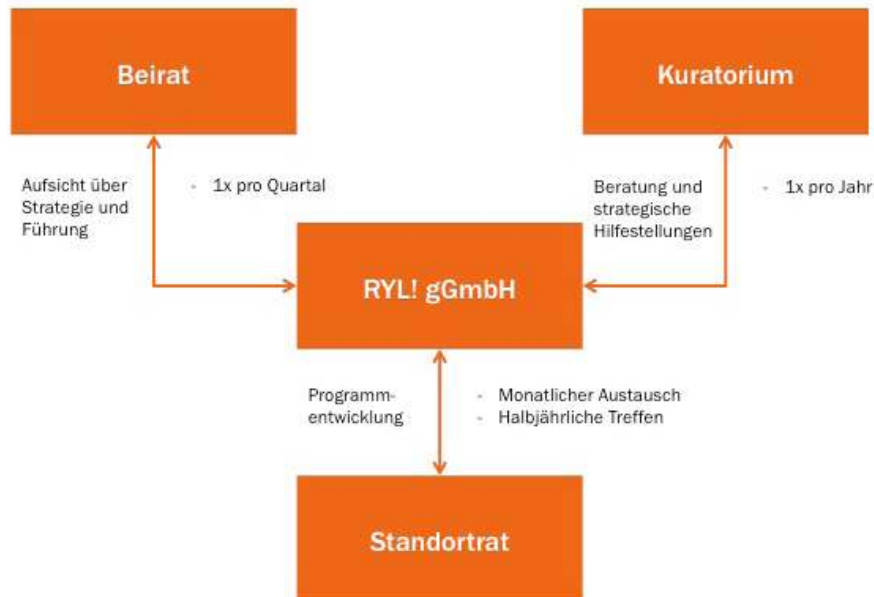 Beirat
Kuratorium
Aufsicht über
Strategie und
Führung
- 1x pro Quartal
Beratung und
strategische
Hilfestellungen
- 1x pro Jahr
RYL! gGmbH
Programm-
entwicklung
- Monatlicher Austausch
- Halbjährliche Treffen
Standortrat